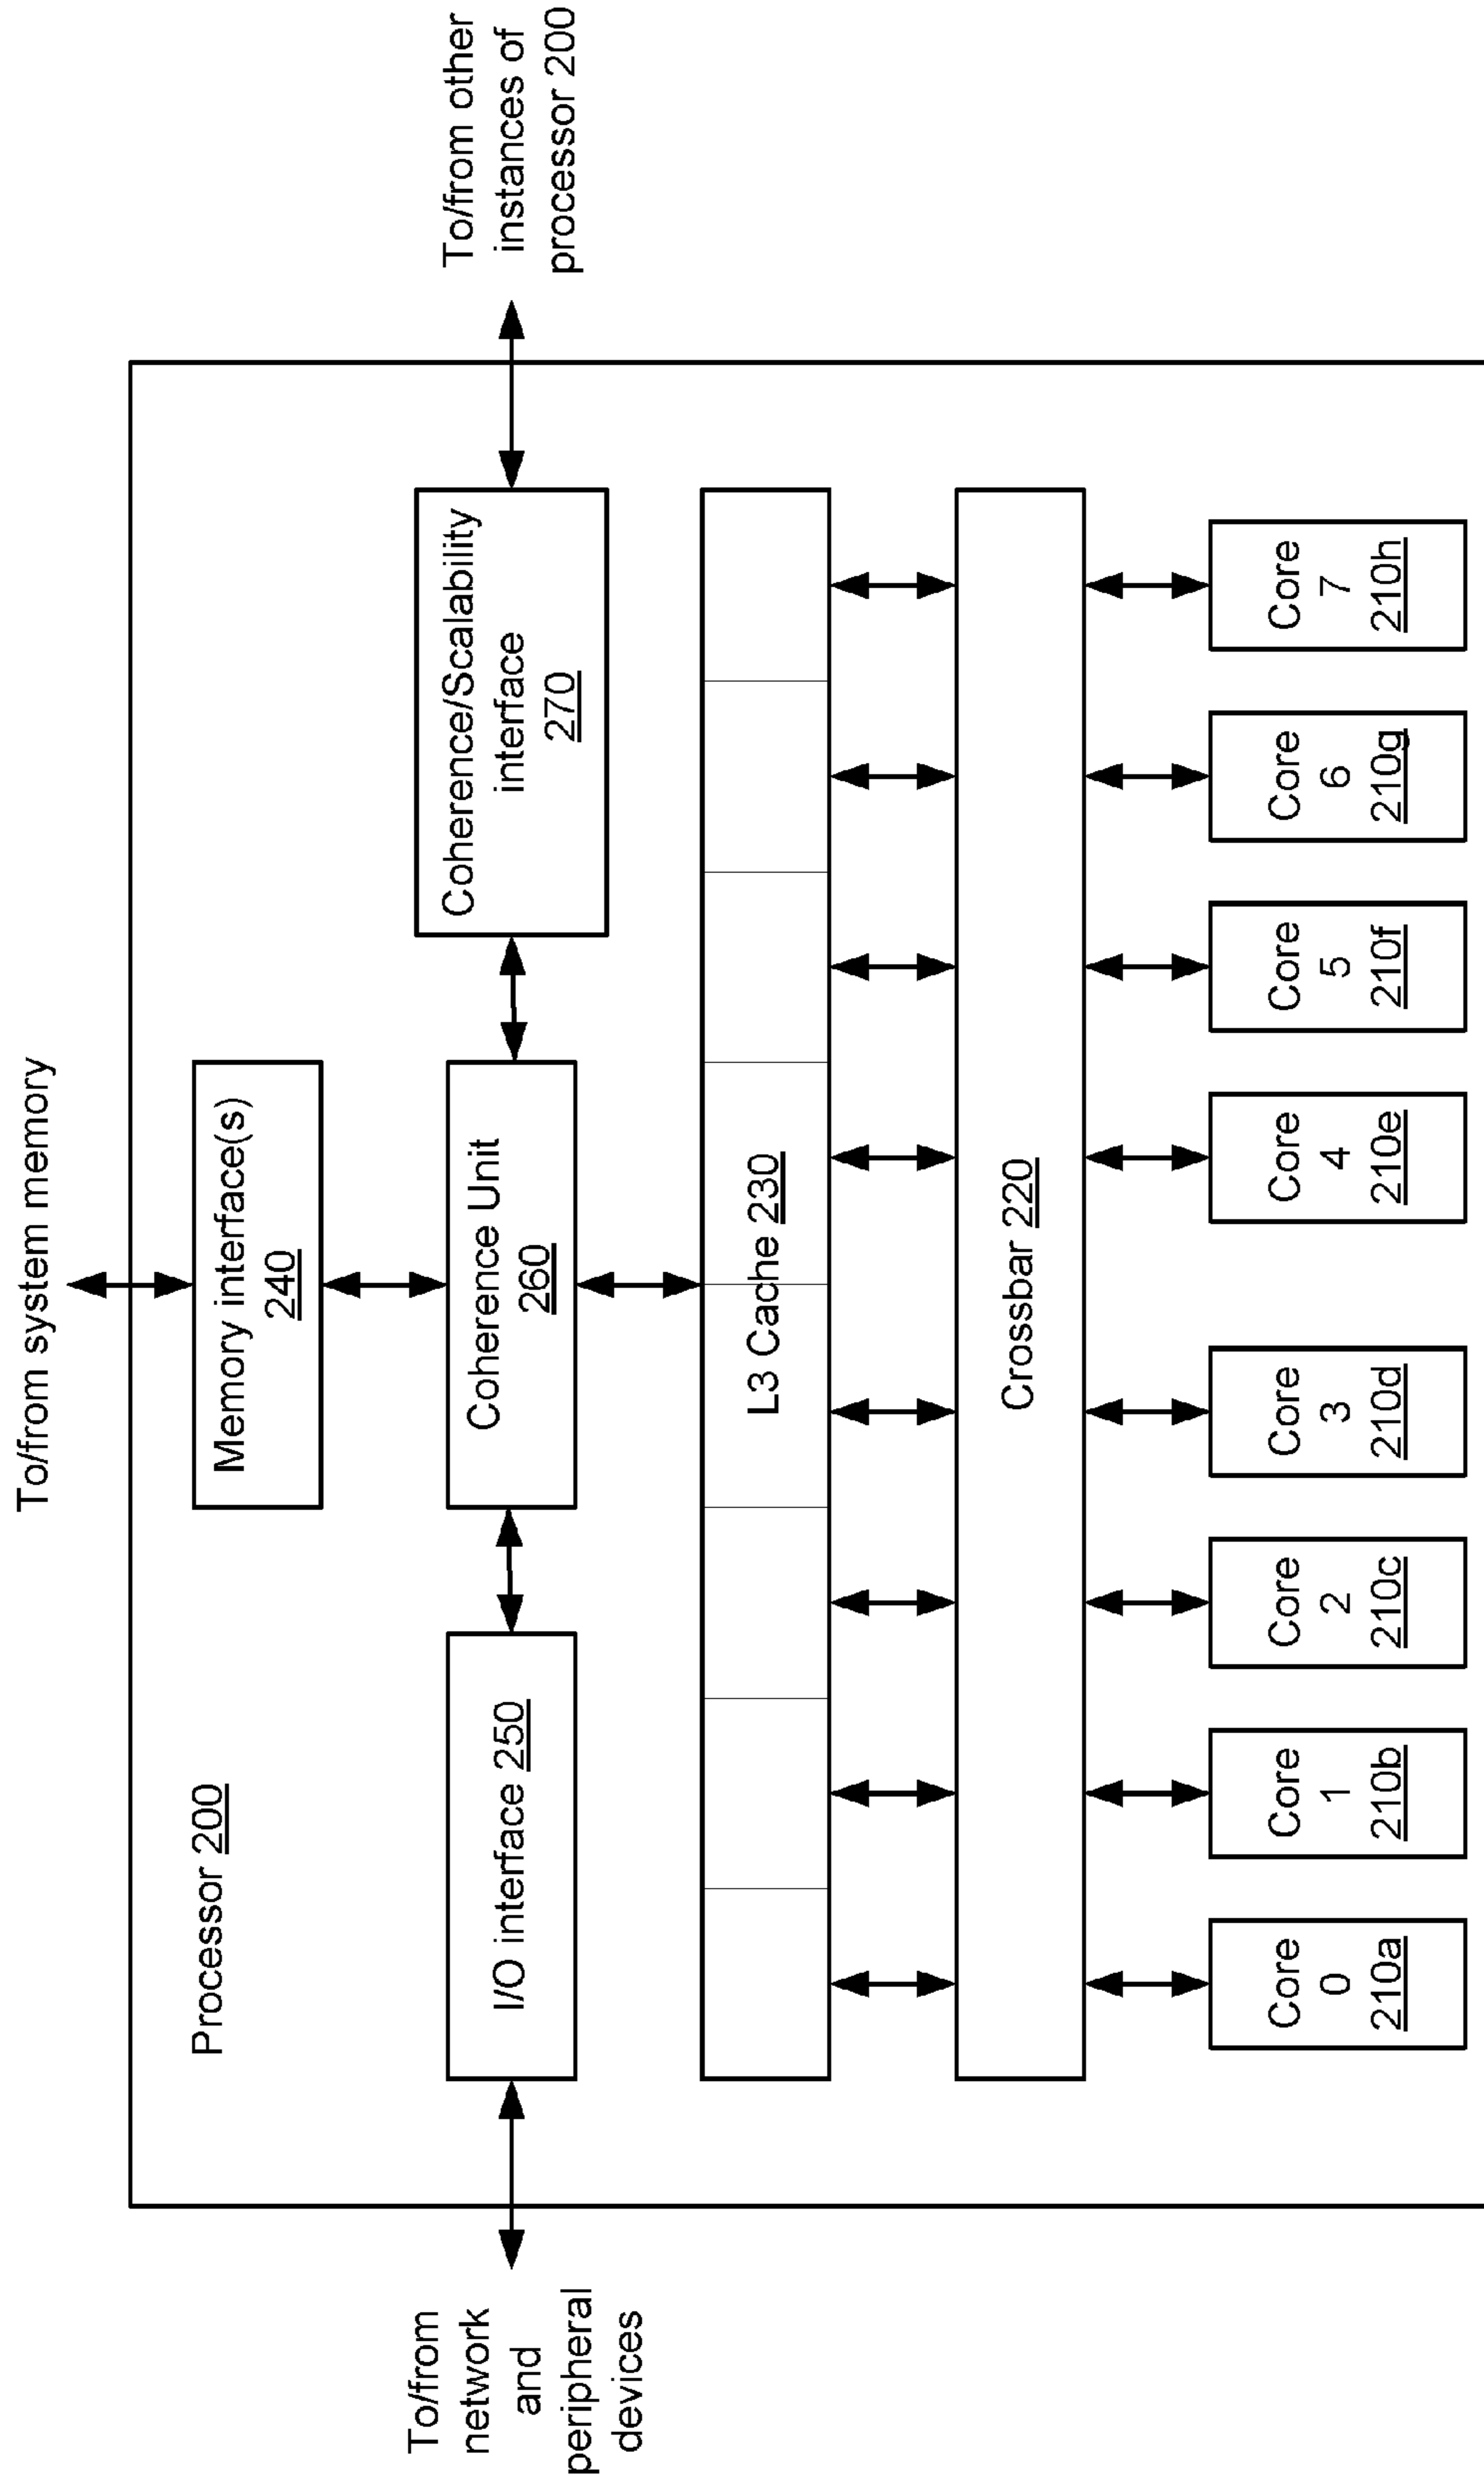 To/from system memory
Processor 200
Memory interface(s)
240
To/from
network
and
peripheral
devices
I/O interface 250
Coherence Unit
260
Coherence/Scalability
interface
270
To/from other
instances of
processor 200
L3 Cache 230
Crossbar 220
Core
0
210a
Core
1
210b
Core
2
210c
Core
3
210d
Core
4
210e
Core
5
210f
Core
6
210g
Core
7
210h